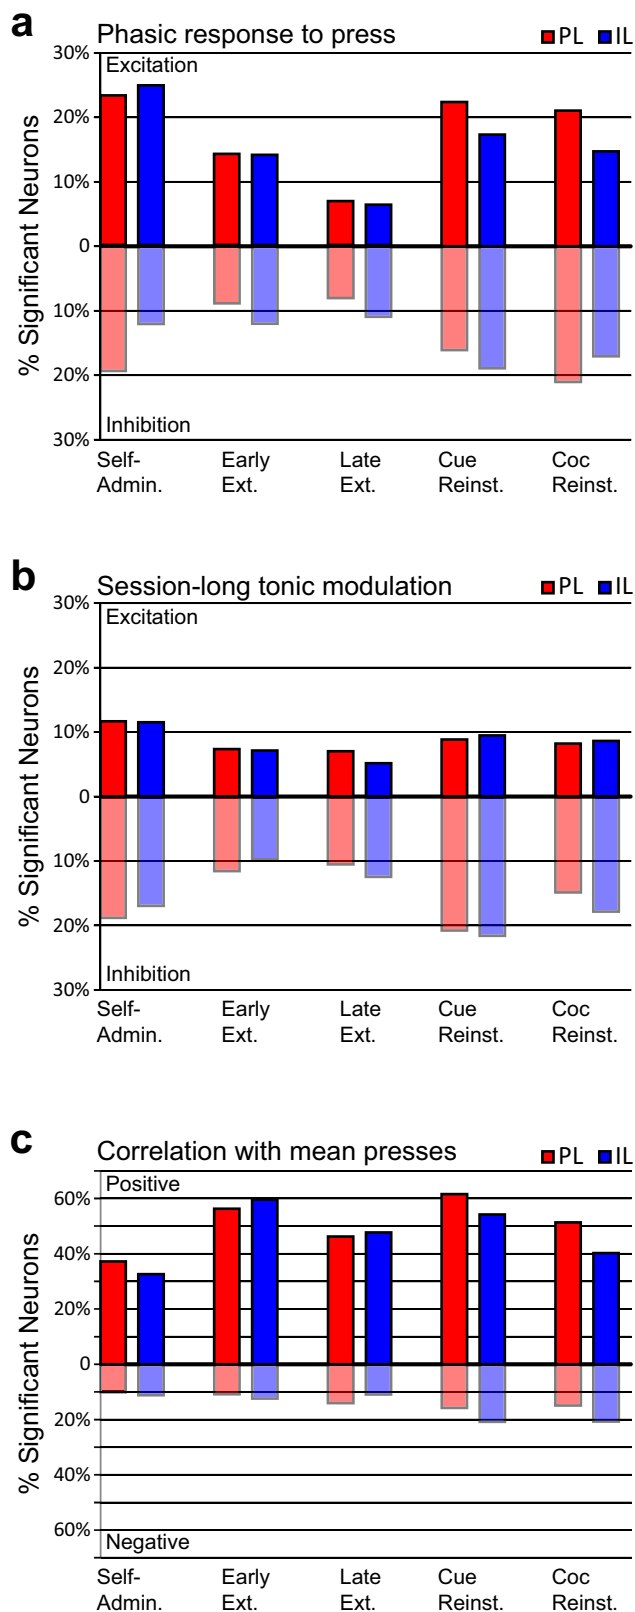 a
Phasic response to press
PL IL
% Significant Neurons
30%
Excitation
20%
10%
0
10%
20%
Inhibition
30%
Self- Early Late Cue Coc
Admin. Ext. Ext. Reinst. Reinst.
b
Session-long tonic modulation
PL IL
% Significant Neurons
30%
Excitation
20%
10%
0
10%
20%
Inhibition
30%
Self- Early Late Cue Coc
Admin. Ext. Ext. Reinst. Reinst.
c
Correlation with mean presses
PL IL
% Significant Neurons
Positive
60%
40%
20%
0
20%
40%
60%
Negative
Self- Early Late Cue Coc
Admin. Ext. Ext. Reinst. Reinst.